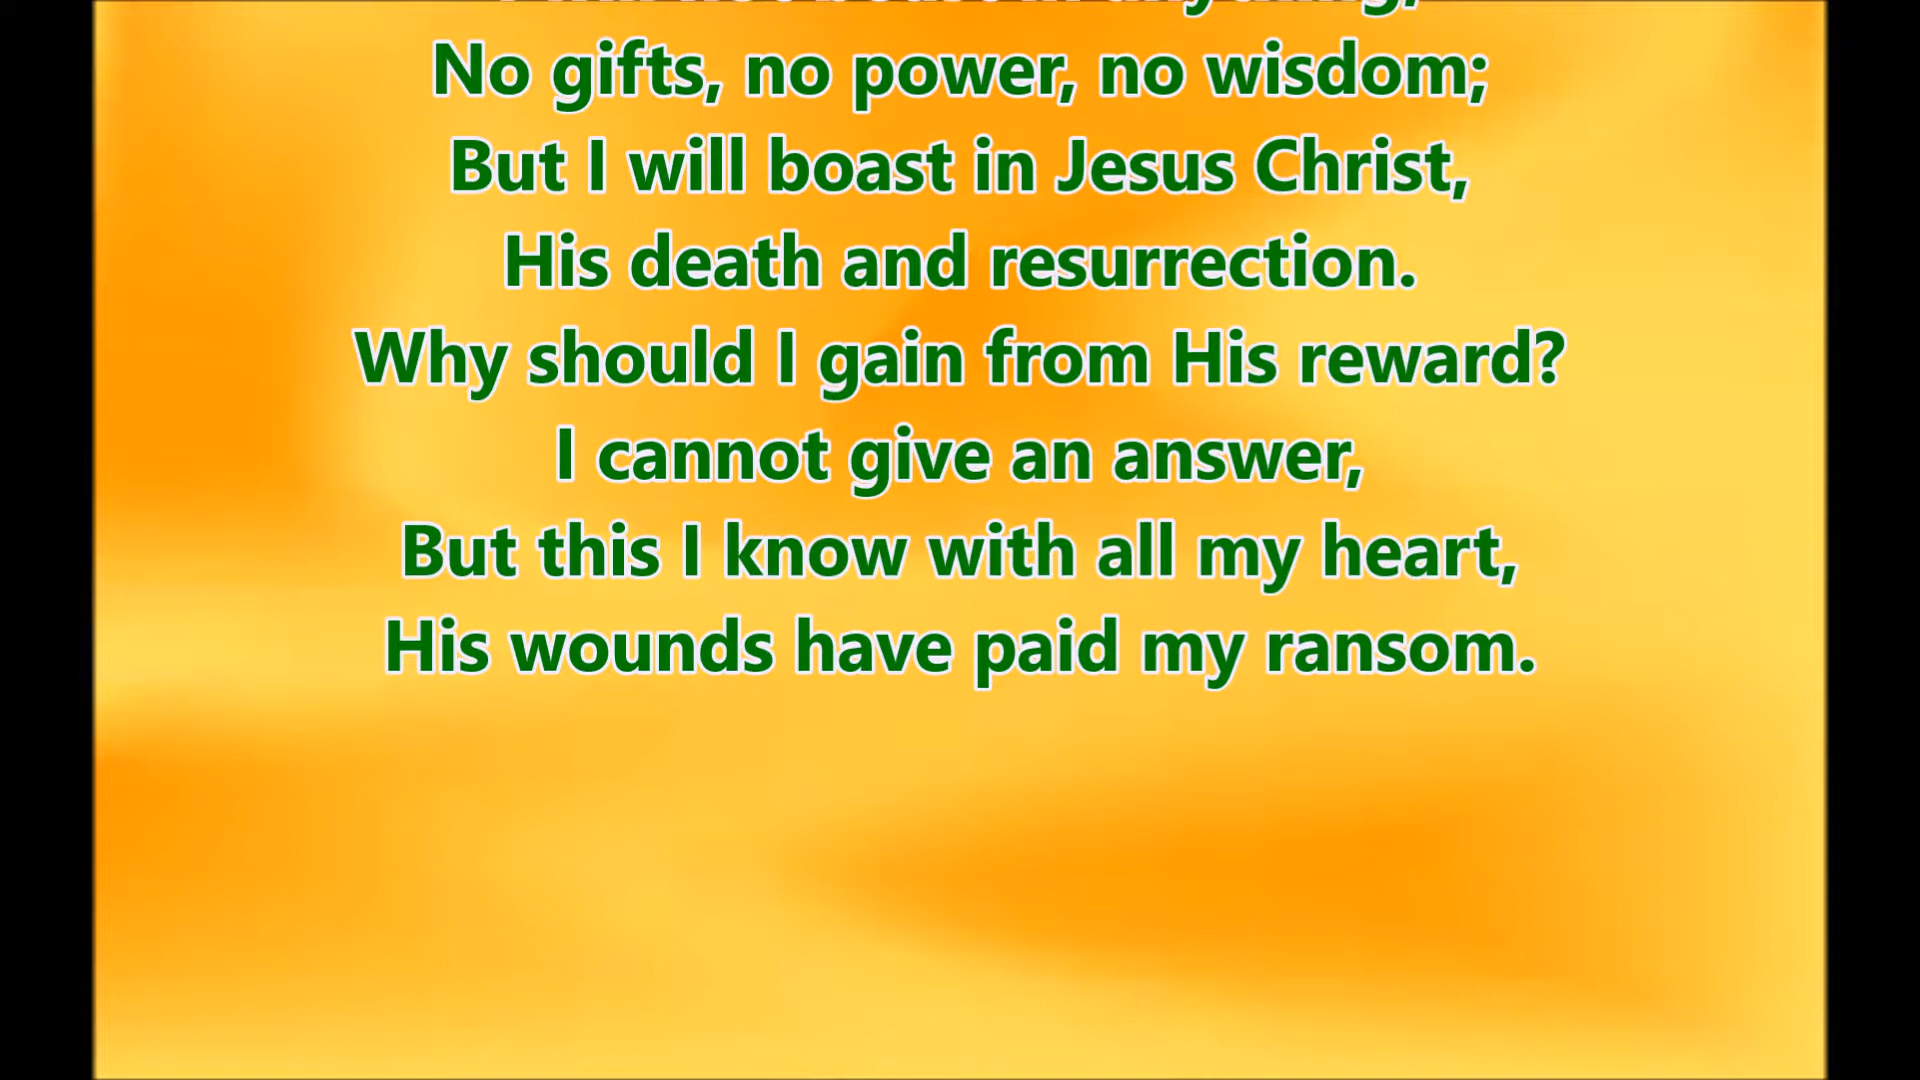 No gifts, no power, no wisdom;
But I will boast in Jesus Christ,
His death and resurrection.
Why should I gain from His reward?
I cannot give an answer,
But this I know with all my heart,
His wounds have paid my ransom.